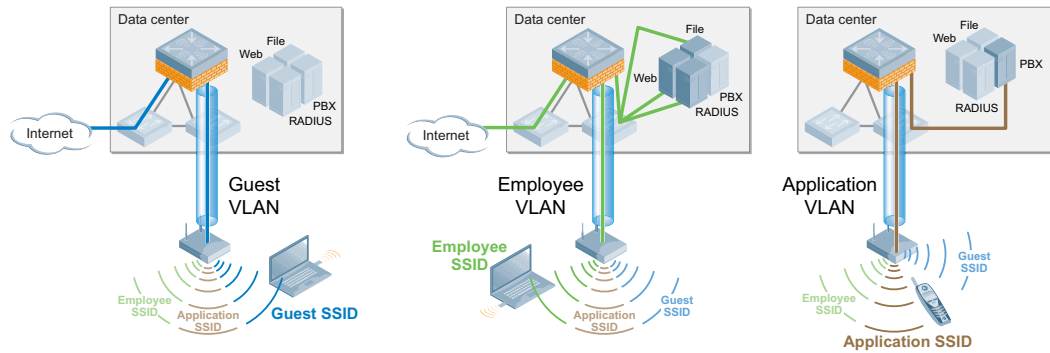 Data center
File
Web
PBX
RADIUS
Internet
Guest
VLAN
Employee
SSID
Application
SSID
Guest SSID
Data center
File
Web
PBX
RADIUS
Internet
Employee
VLAN
Employee
SSID
Application
SSID
Guest
SSID
Data center
File
Web
PBX
RADIUS
Application
VLAN
Guest
SSID
Employee
SSID
Application SSID